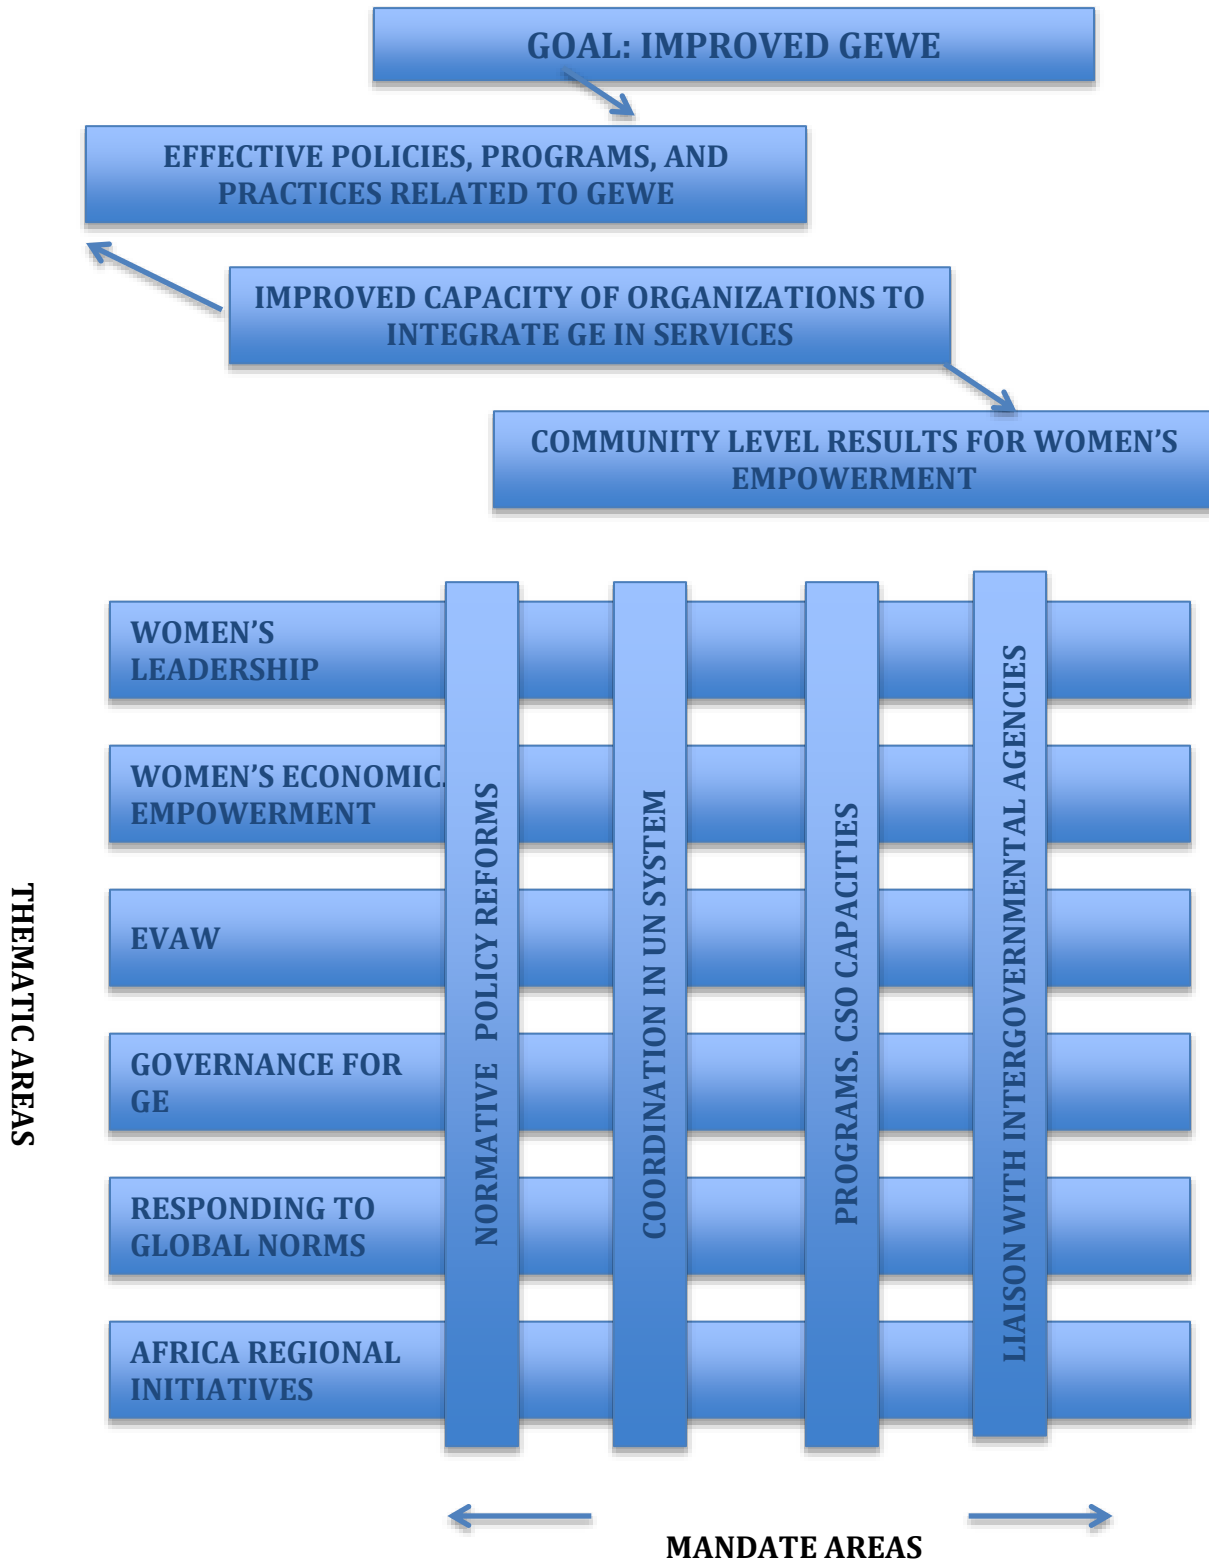 GOAL: IMPROVED GEWE
EFFECTIVE POLICIES, PROGRAMS, AND
PRACTICES RELATED TO GEWE
IMPROVED CAPACITY OF ORGANIZATIONS TO
INTEGRATE GE IN SERVICES
COMMUNITY LEVEL RESULTS FOR WOMEN'S
EMPOWERMENT
THEMATIC AREAS
WOMEN'S
LEADERSHIP
WOMEN'S ECONOMIC
EMPOWERMENT
EVAW
GOVERNANCE FOR
GE
RESPONDING TO
GLOBAL NORMS
AFRICA REGIONAL
INITIATIVES
NORMATIVE POLICY REFORMS
COORDINATION IN UN SYSTEM
PROGRAMS. CSO CAPACITIES
LIAISON WITH INTERGOVERNMENTAL AGENCIES
MANDATE AREAS